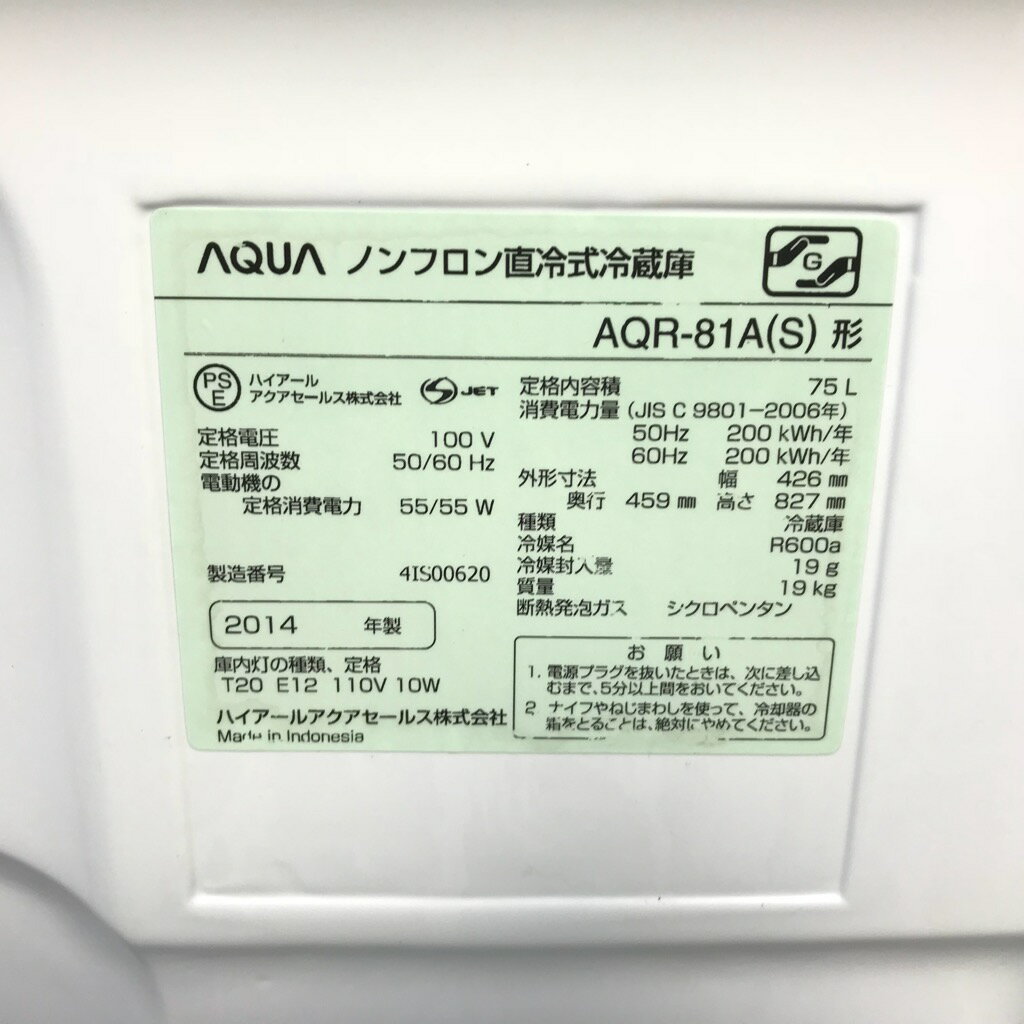 AQUA ノンフロン直冷式冷蔵庫
G
AQR-81A(S) 形
PS
E
ハイアール
アクアセールス株式会社
JET
定格電圧 100 V
定格周波数 50/60 Hz
電動機の
定格消費電力 55/55 W
製造番号 4IS00620
2014 年製
庫内灯の種類、定格
T20 E12 110V 10W
ハイアールアクアセールス株式会社
Made in Indonesia
定格内容積 75 L
消費電力量 (JIS C 9801-2006年)
50Hz 200 kWh/年
60Hz 200 kWh/年
外形寸法 幅 426 mm
奥行 459 mm 高さ 827 mm
種類 冷蔵庫
冷媒名 R600a
冷媒封入量 19 g
質量 19 kg
断熱発泡ガス シクロペンタン
お願い
1. 電源プラグを抜いたときは、次に差し込
むまで、5分以上間をおいてください。
2 ナイフやねじまわしを使って、冷却器の
霜をとることは、絶対にやめてください。